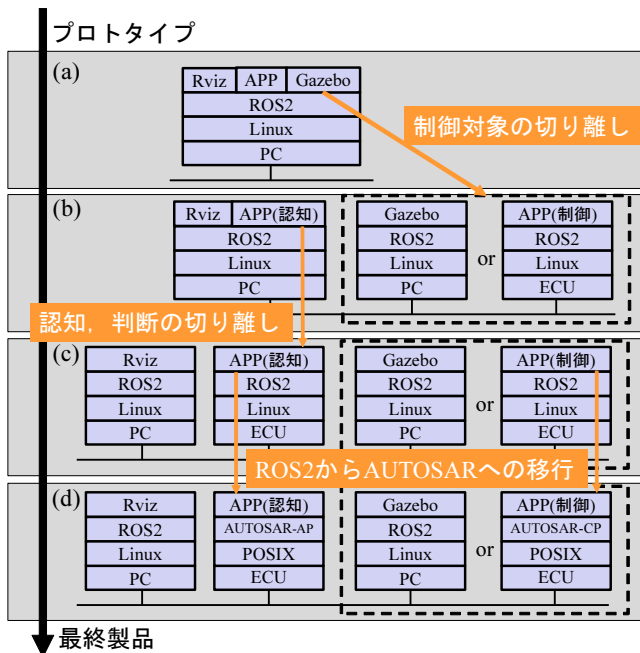 プロトタイプ
(a)
Rviz APP Gazebo
ROS2
Linux
PC
制御対象の切り離し
(b)
Rviz APP(認知)
ROS2
Linux
PC
Gazebo
ROS2
Linux
PC
or
APP(制御)
ROS2
Linux
ECU
認知，判断の切り離し
(c)
Rviz
ROS2
Linux
PC
APP(認知)
ROS2
Linux
ECU
Gazebo
ROS2
Linux
PC
or
APP(制御)
ROS2
Linux
ECU
ROS2からAUTOSARへの移行
(d)
Rviz
ROS2
Linux
PC
APP(認知)
AUTOSAR-AP
POSIX
ECU
Gazebo
ROS2
Linux
PC
or
APP(制御)
AUTOSAR-CP
POSIX
ECU
最終製品